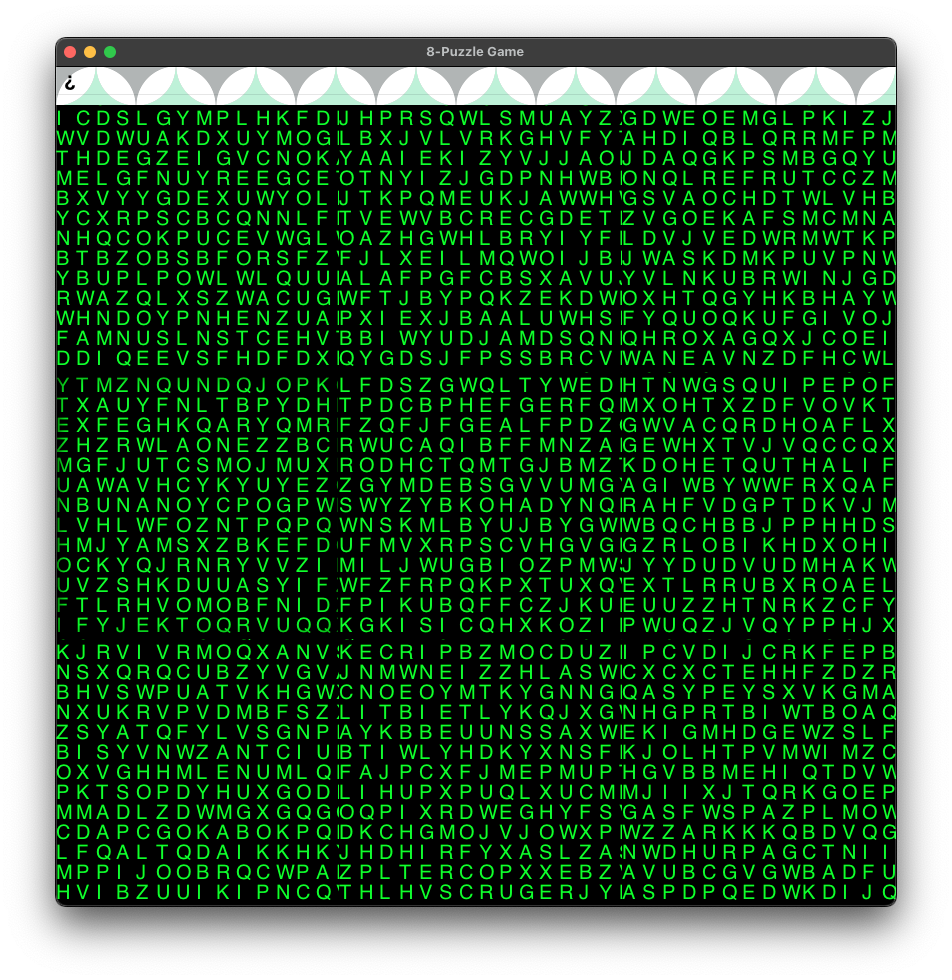 8-Puzzle Game
¿
I C D S L G Y M P L H K F D J H P R S Q W L S M U A Y Z G D W E O E M G L P K I Z J
W V D W U A K D X U Y M O G L B X J V L V R K G H V F Y A H D I Q B L Q R R M F P M
T H D E G Z E I G V C N O K Y A A I E K I Z Y V J J A O J D A Q G K P S M B G Q Y U
M E L G F N U Y R E E G C E O T N Y I Z J G D P N H W B O N Q L R E F R U T C C Z M
B X V Y Y G D E X U W Y O L J T K P Q M E U K J A W W H G S V A O C H D T W L V H B
Y C X R P S C B C Q N N L F T V E W V B C R E C G D E T Z V G O E K A F S M C M N A
N H Q C O K P U C E V W G L O A Z H G W H L B R Y I Y F L D V J V E D W R M W T K P
B T B Z O B S B F O R S F Z F J L X E I L M Q W O I J B J W A S K D M K P U V P N W
Y B U P L P O W L W L Q U U A L A F P G F C B S X A V U Y V L N K U B R W I N J G D
R W A Z Q L X S Z W A C U G W F T J B Y P Q K Z E K D W O X H T Q G Y H K B H A Y W
W H N D O Y P N H E N Z U A P X I E X J B A A L U W H S F Y Q U O Q K U F G I V O J
F A M N U S L N S T C E H V B B I W Y U D J A M D S Q N Q H R O X A G Q X J C O E I
D D I Q E E V S F H D F D X Q Y G D S J F P S S B R C V W A N E A V N Z D F H C W L
Y T M Z N Q U N D Q J O P K L F D S Z G W Q L T Y W E D H T N W G S Q U I P E P O F
T X A U Y F N L T B P Y D H T P D C B P H E F G E R F Q M X O H T X Z D F V O V K T
E X F E G H K Q A R Y Q M R F Z Q F J F G E A L F P D Z G W V A C Q R D H O A F L X
Z H Z R W L A O N E Z Z B C R W U C A Q I B F F M N Z A G E W H X T V J V Q C C Q X
M G F J U T C S M O J M U X R O D H C T Q M T G J B M Z K D O H E T Q U T H A L I F
U A W A V H C Y K Y U Y E Z Z G Y M D E B S G V V U M G A G I W B Y W W F R X Q A F
N B U N A N O Y C P O G P W S W Y Z Y B K O H A D Y N Q R A H F V D G P T D K V J M
L V H L W F O Z N T P Q P Q W N S K M L B Y U J B Y G W W B Q C H B B J P P H H D S
H M J Y A M S X Z B K E F D U F M V X R P S C V H G V G G Z R L O B I K H D X O H I
O C K Y Q J R N R Y V V Z I M I L J W U G B I O Z P M W J Y Y D U D V U D M H A K W
U V Z S H K D U U A S Y I F W F Z F R P Q K P X T U X Q E X T L R R U B X R O A E L
F T L R H V O M O B F N I D F P I K U B Q F F C Z J K U E U U Z Z H T N R K Z C F Y
I F Y J E K T O Q R V U Q Q K G K I S I C Q H X K O Z I P W U Q Z J V Q Y P P H J X
K J R V I V R M O Q X A N V K E C R I P B Z M O C D U Z I P C V D I J C R K F E P B
N S X Q R Q C U B Z Y V G V J N M W N E I Z Z H L A S W C X C X C T E H H F Z D Z R
B H V S W P U A T V K H G W C N O E O Y M T K Y G N N G Q A S Y P E Y S X V K G M A
N X U K R V P V D M B F S Z L I T B I E T L Y K Q J X G N H G P R T B I W T B O A Q
Z S Y A T Q F Y L V S G N P A Y K B B E U U N S S A X W E K I G M H D G E W Z S L F
B I S Y V N W Z A N T C I U B T I W L Y H D K Y X N S F K J O L H T P V M W I M Z C
O X V G H H M L E N U M L Q F A J P C X F J M E P M U P H G V B B M E H I Q T D V W
P K T S O P D Y H U X G O D L I H U P X P U Q L X U C M M J I I X J T Q R K G O E P
M M A D L Z D W M G X G Q G O Q P I X R D W E G H Y F S G A S F W S P A Z P L M O W
C D A P C G O K A B O K P Q D K C H G M O J V J O W X P W Z Z A R K K K Q B D V Q G
L F Q A L T Q D A I K K H K J H D H I R F Y X A S L Z A N W D H U R P A G C T N I I
M P P I J O O B R Q C W P A Z P L T E R C O P X X E B Z A V U B C G V G W B A D F U
H V I B Z U U I K I P N C Q T H L H V S C R U G E R J Y A S P D P Q E D W K D I J Q